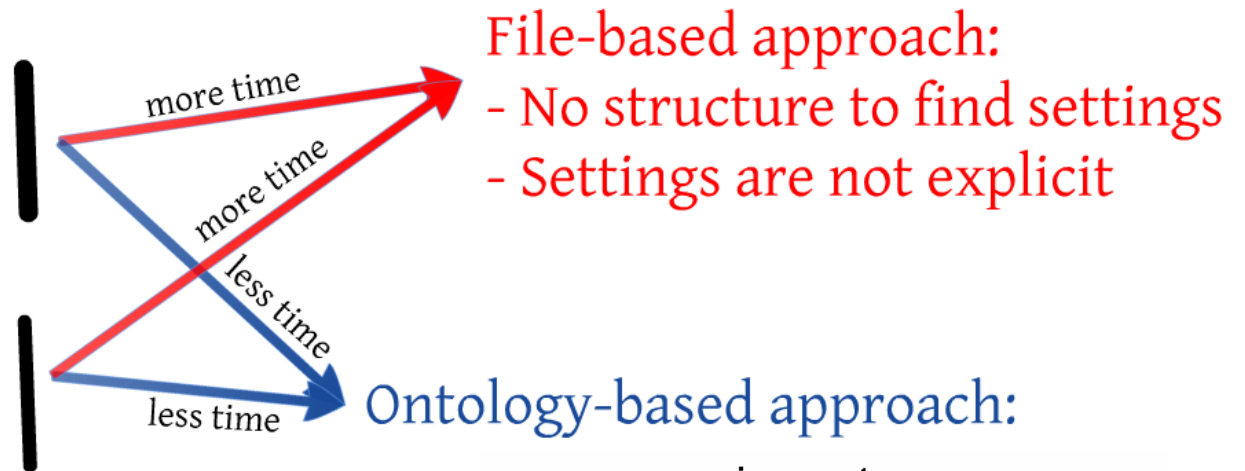 File-based approach:
more time
- No structure to find settings
more time
- Settings are not explicit
less time
less time
Ontology-based approach: